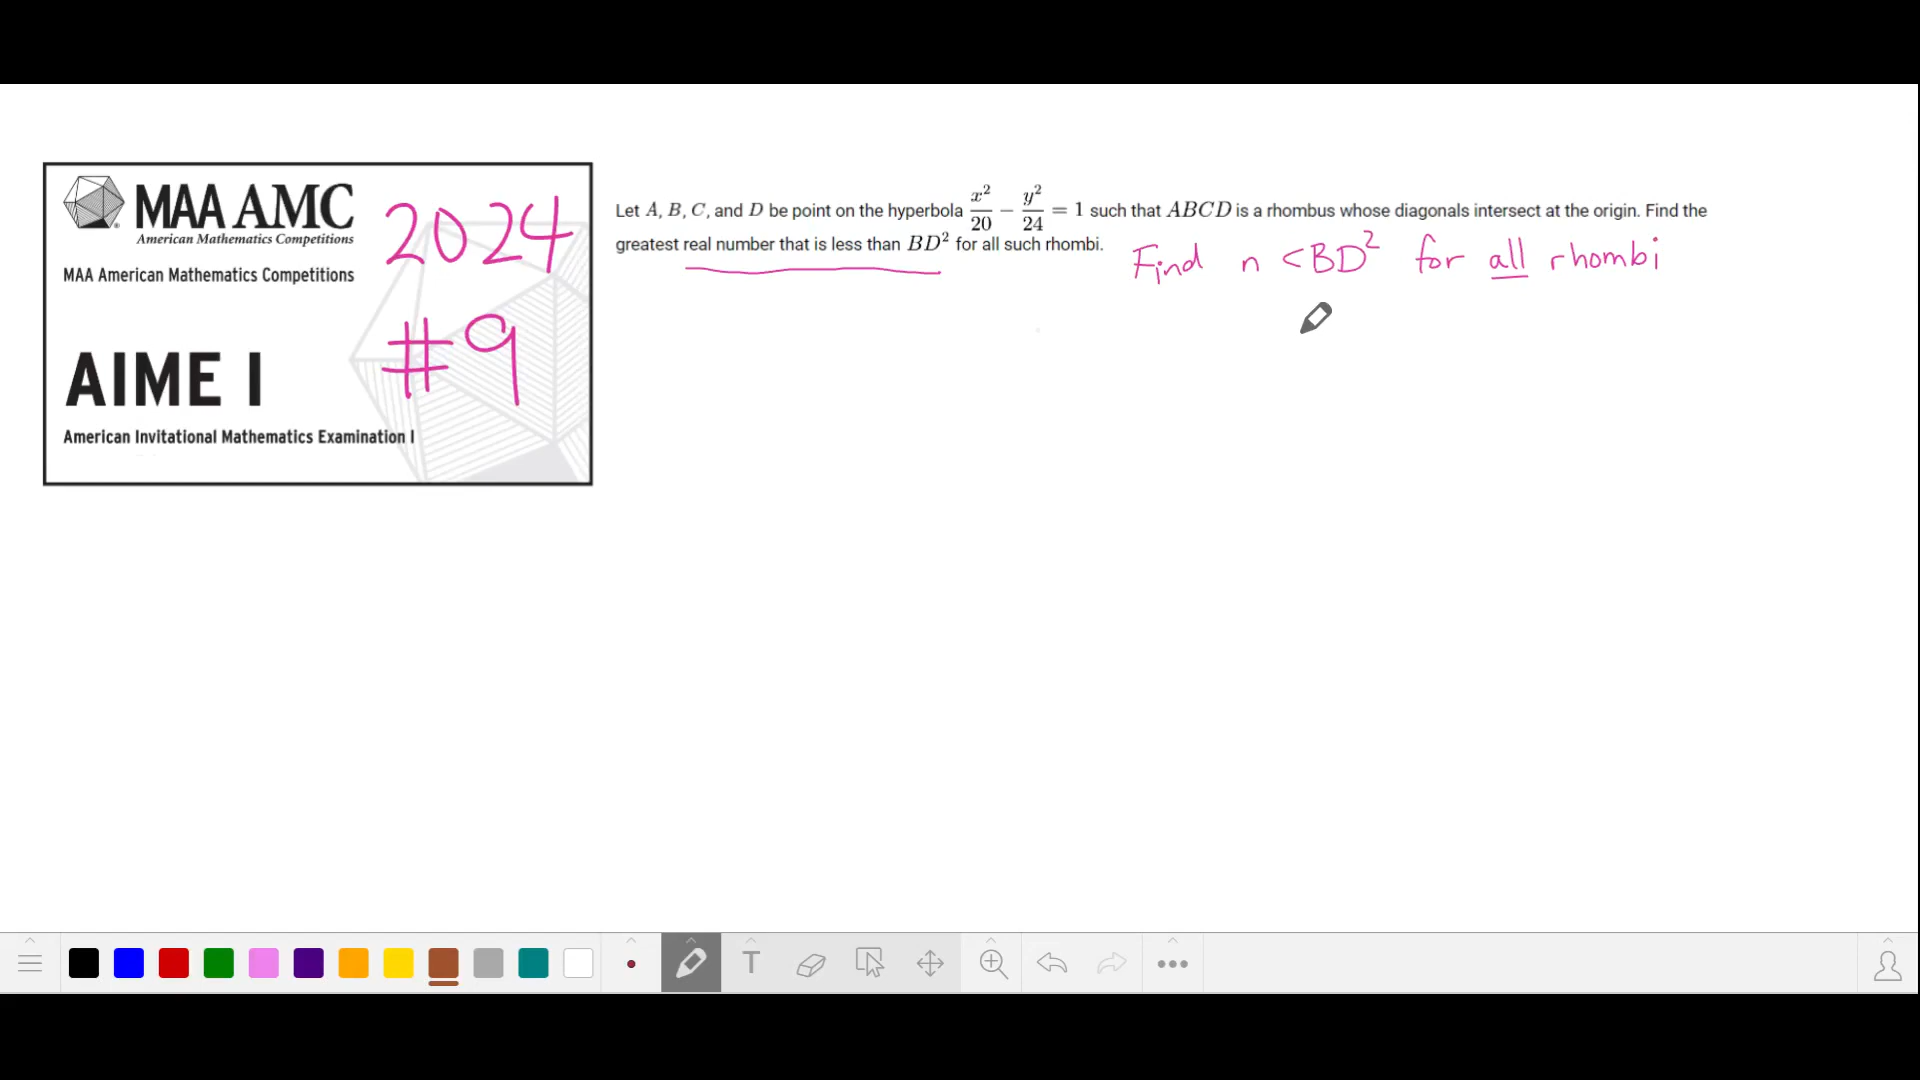 MAA AMC
American Mathematics Competitions
MAA American Mathematics Competitions
AIME I
American Invitational Mathematics Examination I
2024
#9
Let A, B, C, and D be point on the hyperbola x²/20 − y²/24 = 1 such that ABCD is a rhombus whose diagonals intersect at the origin. Find the
greatest real number that is less than BD² for all such rhombi.
Find n < BD² for all rhombi
T